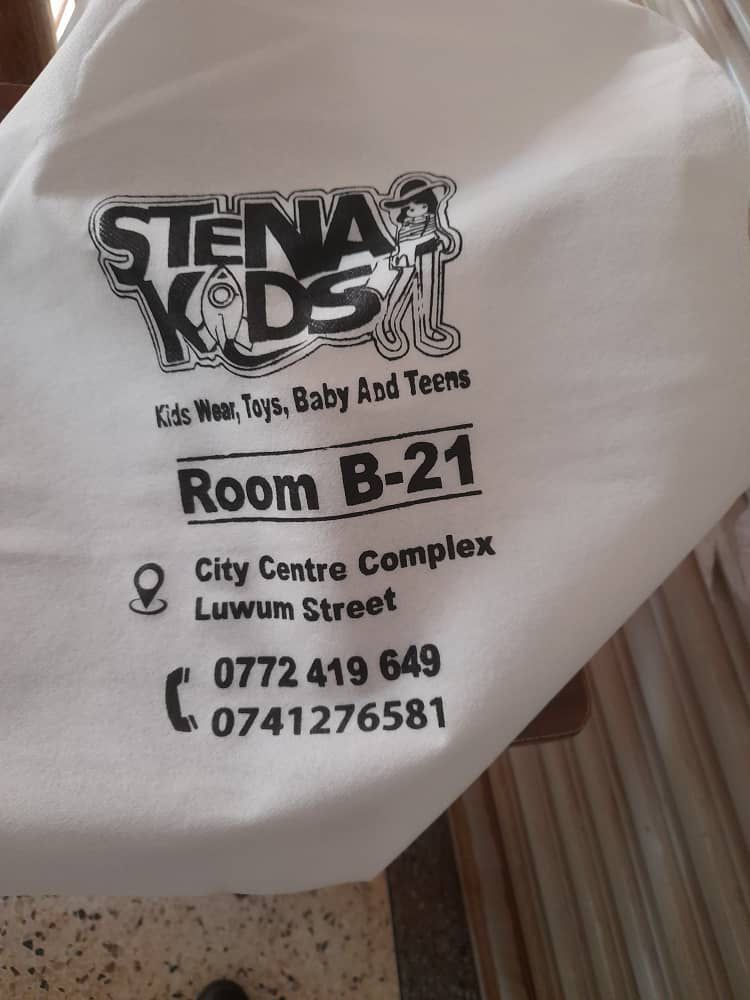 STENA
KIDS
Kids Wear, Toys, Baby And Teens
Room B-21
City Centre Complex
Luwum Street
0772 419 649
0741276581